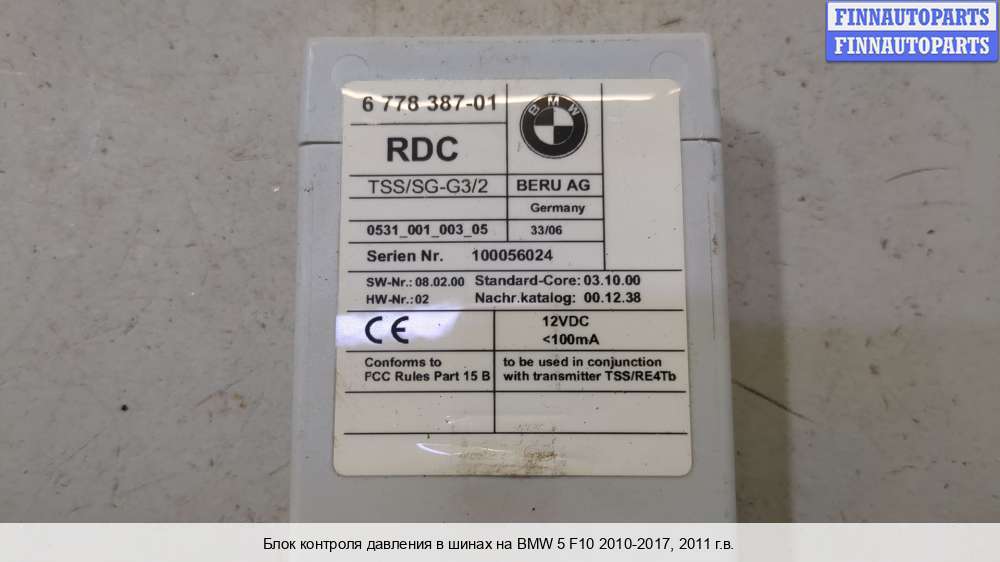 FINNAUTOPARTS
FINNAUTOPARTS
6 778 387-01
BMW
RDC
TSS/SG-G3/2
BERU AG
Germany
0531_001_003_05
33/06
Serien Nr. 100056024
SW-Nr.: 08.02.00 Standard-Core: 03.10.00
HW-Nr.: 02 Nachr.katalog: 00.12.38
CE
12VDC
<100mA
Conforms to
FCC Rules Part 15 B
to be used in conjunction
with transmitter TSS/RE4Tb
Блок контроля давления в шинах на BMW 5 F10 2010-2017, 2011 г.в.